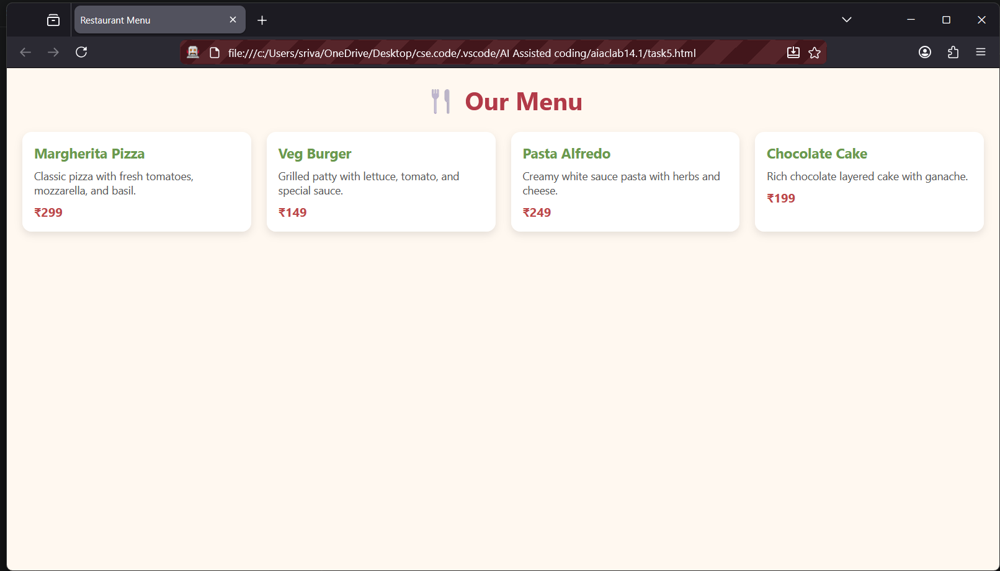 Restaurant Menu
file:///c:/Users/sriva/OneDrive/Desktop/cse.code/.vscode/AI Assisted coding/aiaclab14.1/task5.html
🍴 Our Menu
Margherita Pizza
Classic pizza with fresh tomatoes,
mozzarella, and basil.
₹299
Veg Burger
Grilled patty with lettuce, tomato, and
special sauce.
₹149
Pasta Alfredo
Creamy white sauce pasta with herbs and
cheese.
₹249
Chocolate Cake
Rich chocolate layered cake with ganache.
₹199